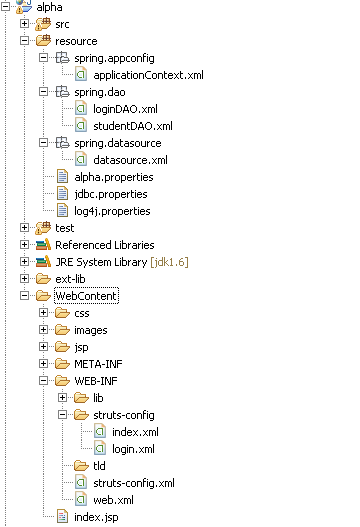 alpha
src
resource
spring.appconfig
applicationContext.xml
spring.dao
loginDAO.xml
studentDAO.xml
spring.datasource
datasource.xml
alpha.properties
jdbc.properties
log4j.properties
test
Referenced Libraries
JRE System Library [jdk1.6]
ext-lib
WebContent
css
images
jsp
META-INF
WEB-INF
lib
struts-config
index.xml
login.xml
tld
struts-config.xml
web.xml
index.jsp